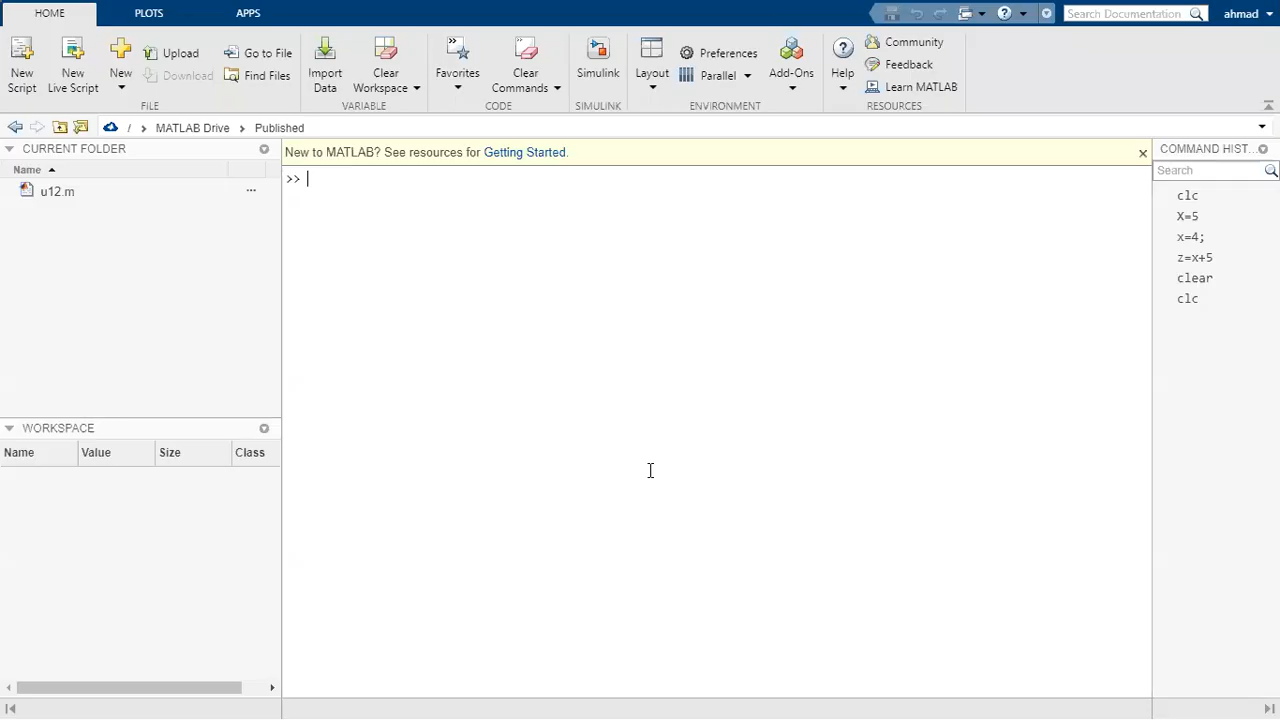 HOME PLOTS APPS Search Documentation ahmad
New Script
New Live Script
New
Upload
Download
Go to File
Find Files
FILE
Import Data
Clear Workspace
VARIABLE
Favorites
Clear Commands
CODE
Simulink
SIMULINK
Layout
Preferences
Parallel
Add-Ons
ENVIRONMENT
Help
Community
Feedback
Learn MATLAB
RESOURCES
/ MATLAB Drive Published
CURRENT FOLDER
Name
u12.m
WORKSPACE
Name Value Size Class
New to MATLAB? See resources for Getting Started.
>>
COMMAND HIST...
Search
clc
X=5
x=4;
z=x+5
clear
clc